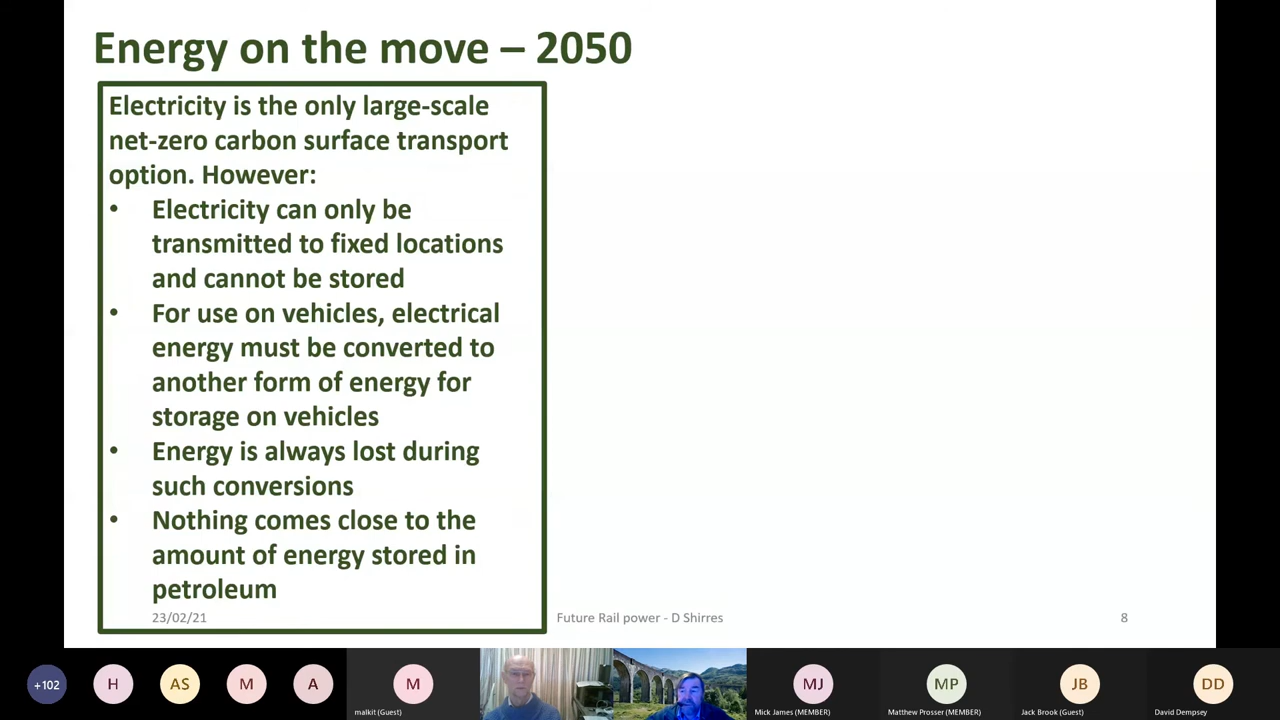 Energy on the move – 2050
Electricity is the only large-scale
net-zero carbon surface transport
option. However:
• Electricity can only be
transmitted to fixed locations
and cannot be stored
• For use on vehicles, electrical
energy must be converted to
another form of energy for
storage on vehicles
• Energy is always lost during
such conversions
• Nothing comes close to the
amount of energy stored in
petroleum
23/02/21
Future Rail power - D Shirres
8
+102
H
AS
M
A
M
malkit (Guest)
MJ
Mick James (MEMBER)
MP
Matthew Prosser (MEMBER)
JB
Jack Brook (Guest)
DD
David Dempsey